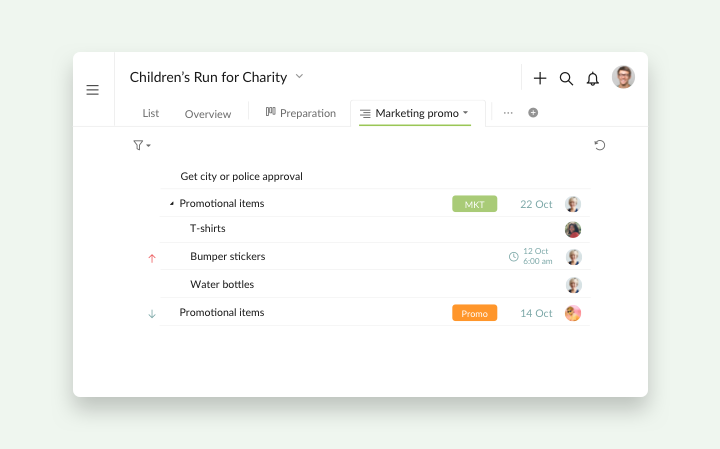 Children's Run for Charity
List Overview Preparation Marketing promo
Get city or police approval
Promotional items MKT 22 Oct
T-shirts
Bumper stickers 12 Oct 6:00 am
Water bottles
Promotional items Promo 14 Oct